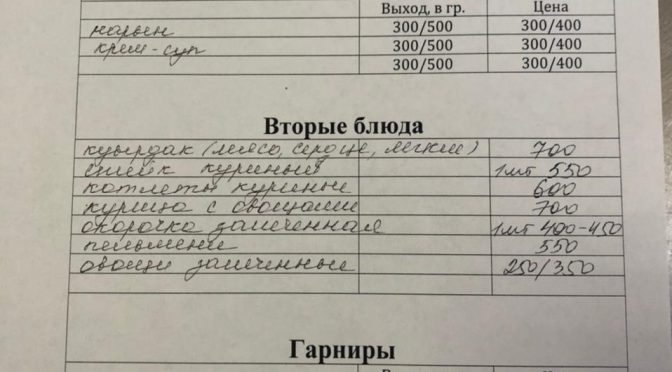 Выход, в гр. Цена
нарын 300/500 300/400
крем-суп 300/500 300/400
300/500 300/400
Вторые блюда
куырдак (мясо, сердце, легкие) 700
стейк куриный 1шт 550
котлеты куриные 600
курица с овощами 700
окорочка запеченная 1шт 400-450
пельмени 550
овощи запеченные 250/350
Гарниры